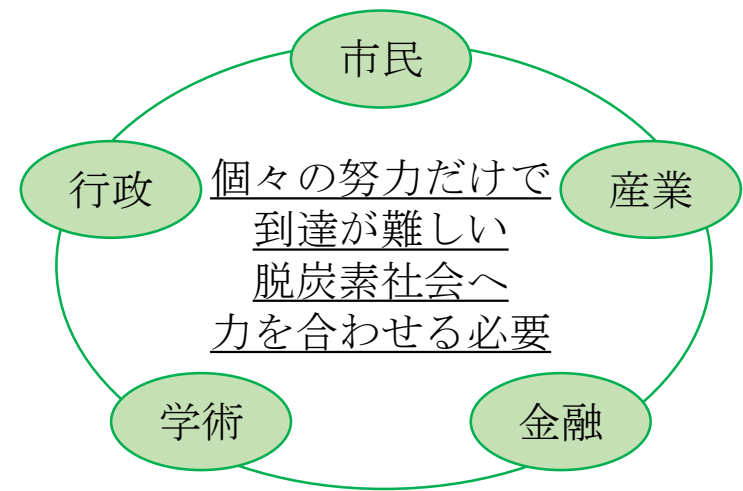 市民
行政
産業
個々の努力だけで
到達が難しい
脱炭素社会へ
力を合わせる必要
学術
金融